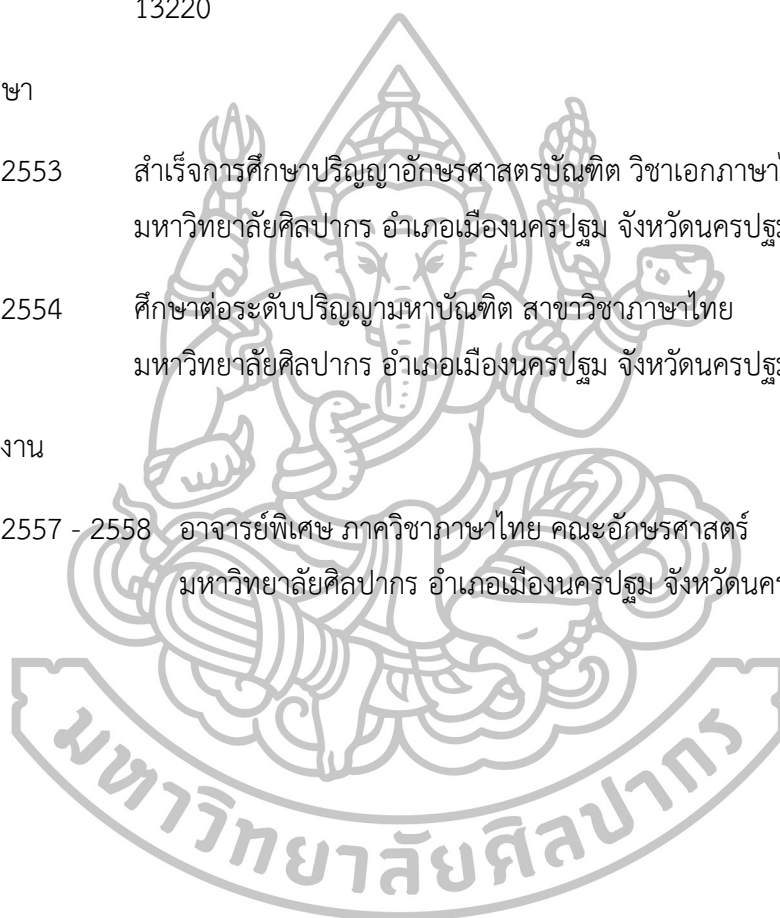 13220
ษา
2553 สำเร็จการศึกษาปริญญาอักษรศาสตรบัณฑิต วิชาเอกภาษา
มหาวิทยาลัยศิลปากร อำเภอเมืองนครปฐม จังหวัดนครปฐม
2554 ศึกษาต่อระดับปริญญามหาบัณฑิต สาขาวิชาภาษาไทย
มหาวิทยาลัยศิลปากร อำเภอเมืองนครปฐม จังหวัดนครปฐม
งาน
2557 - 2558 อาจารย์พิเศษ ภาควิชาภาษาไทย คณะอักษรศาสตร์
มหาวิทยาลัยศิลปากร อำเภอเมืองนครปฐม จังหวัดนคร
มหาวิทยาลัยศิลปากร